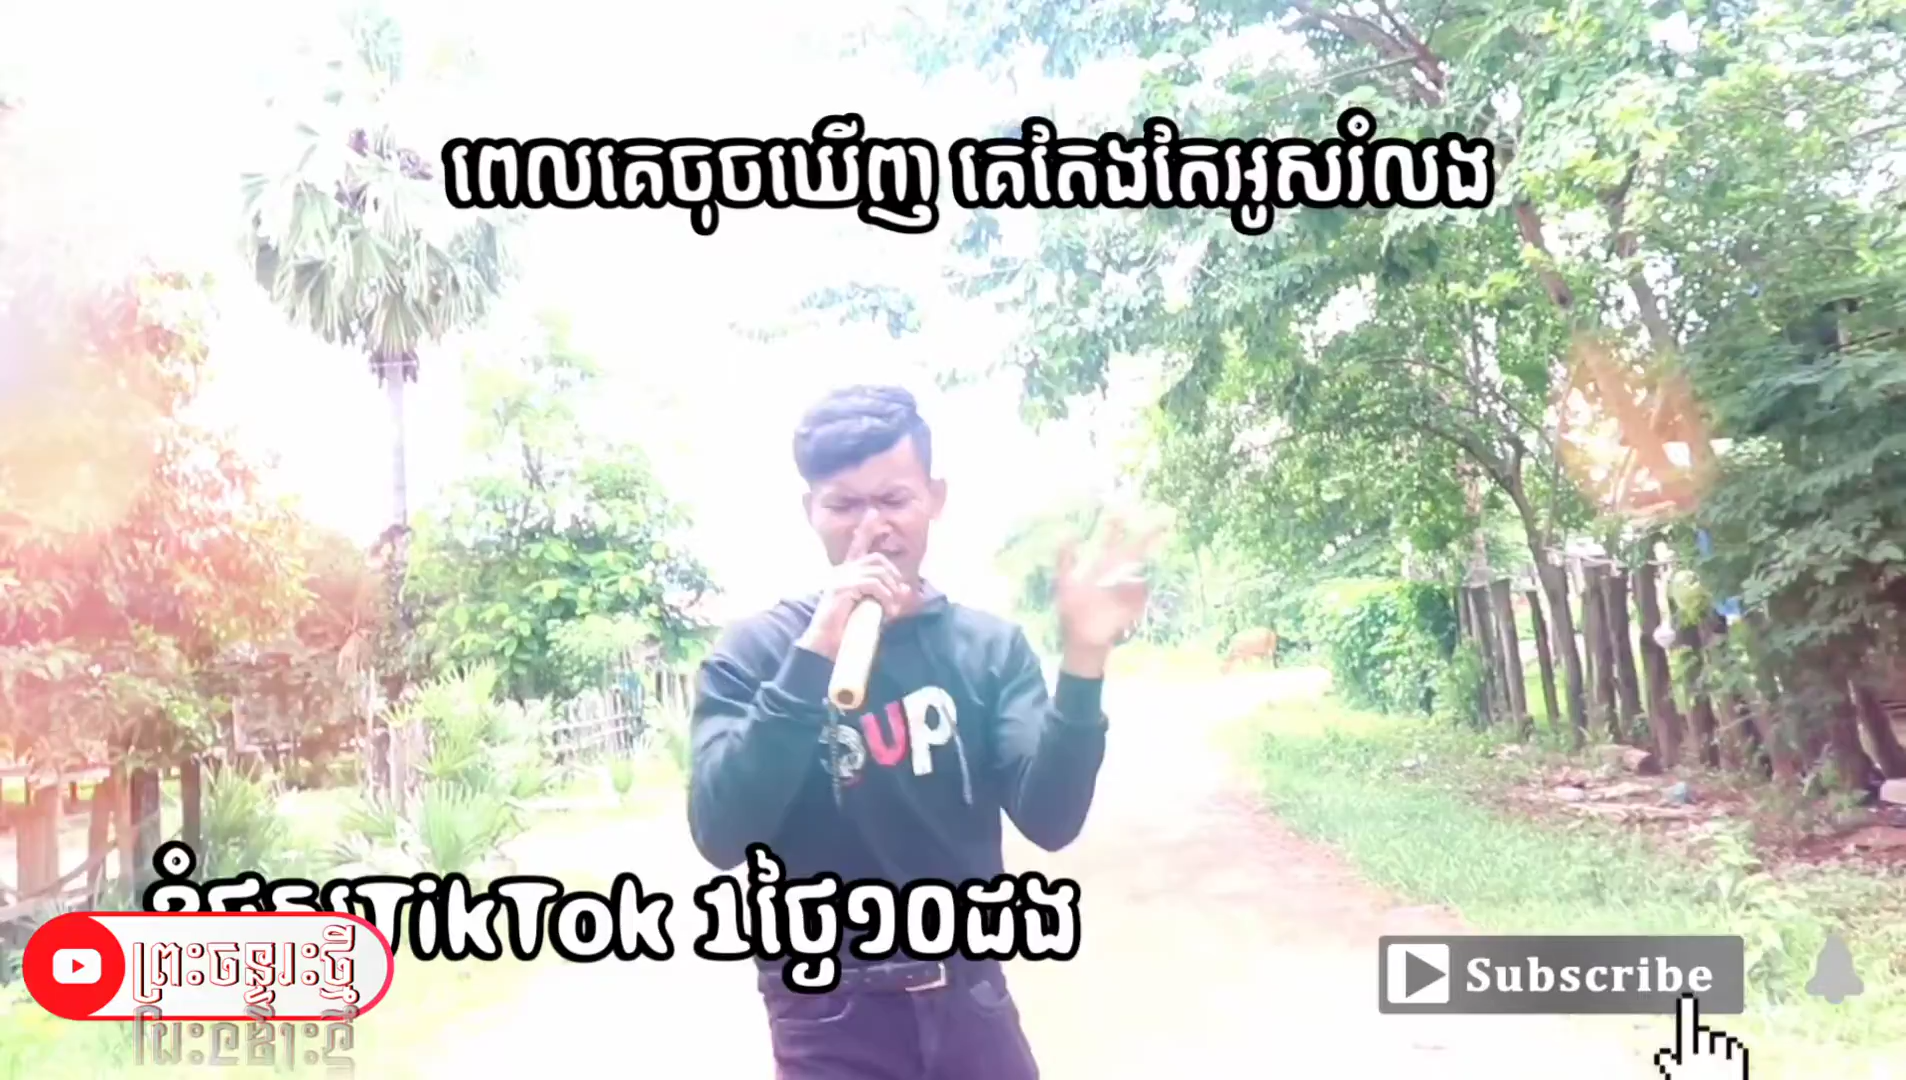 ពេលគេចុចឃើញ គេតែងតែអូសរំលង
TikTok 1ថ្ងៃ១០ដង
ព្រះចន្ទរះថ្មី
Subscribe
UP